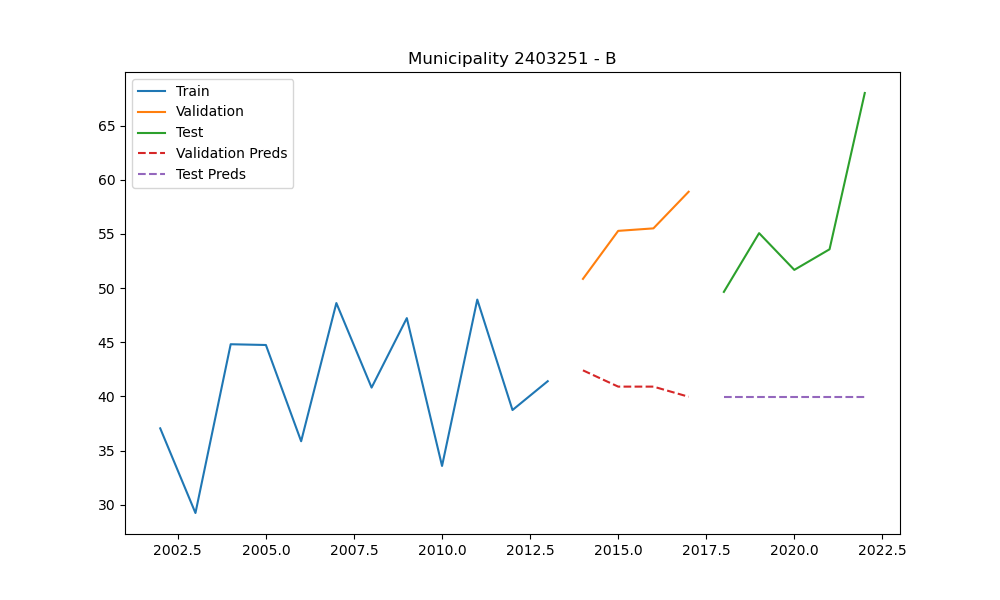 Municipality 2403251 - B
Train
Validation
Test
Validation Preds
Test Preds
65
60
55
50
45
40
35
30
2002.5 2005.0 2007.5 2010.0 2012.5 2015.0 2017.5 2020.0 2022.5